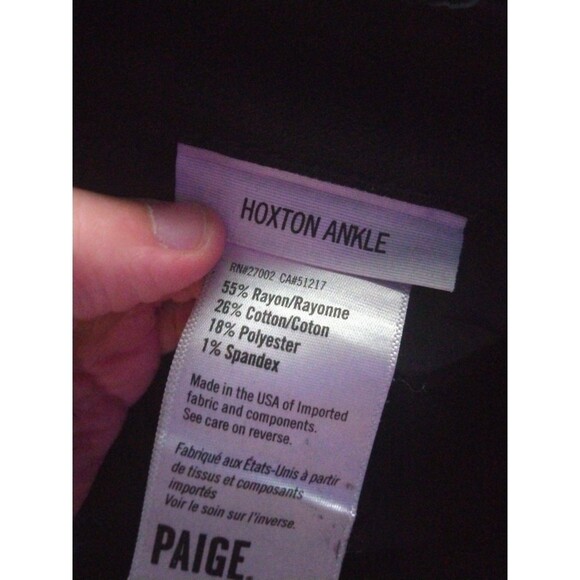 HOXTON ANKLE
RN#27002 CA#51217
55% Rayon/Rayonne
26% Cotton/Coton
18% Polyester
1% Spandex
Made in the USA of Imported
fabric and components.
See care on reverse.
Fabriqué aux États-Unis à partir
de tissus et composants
importés
Voir le soin sur l'inverse.
PAIGE.